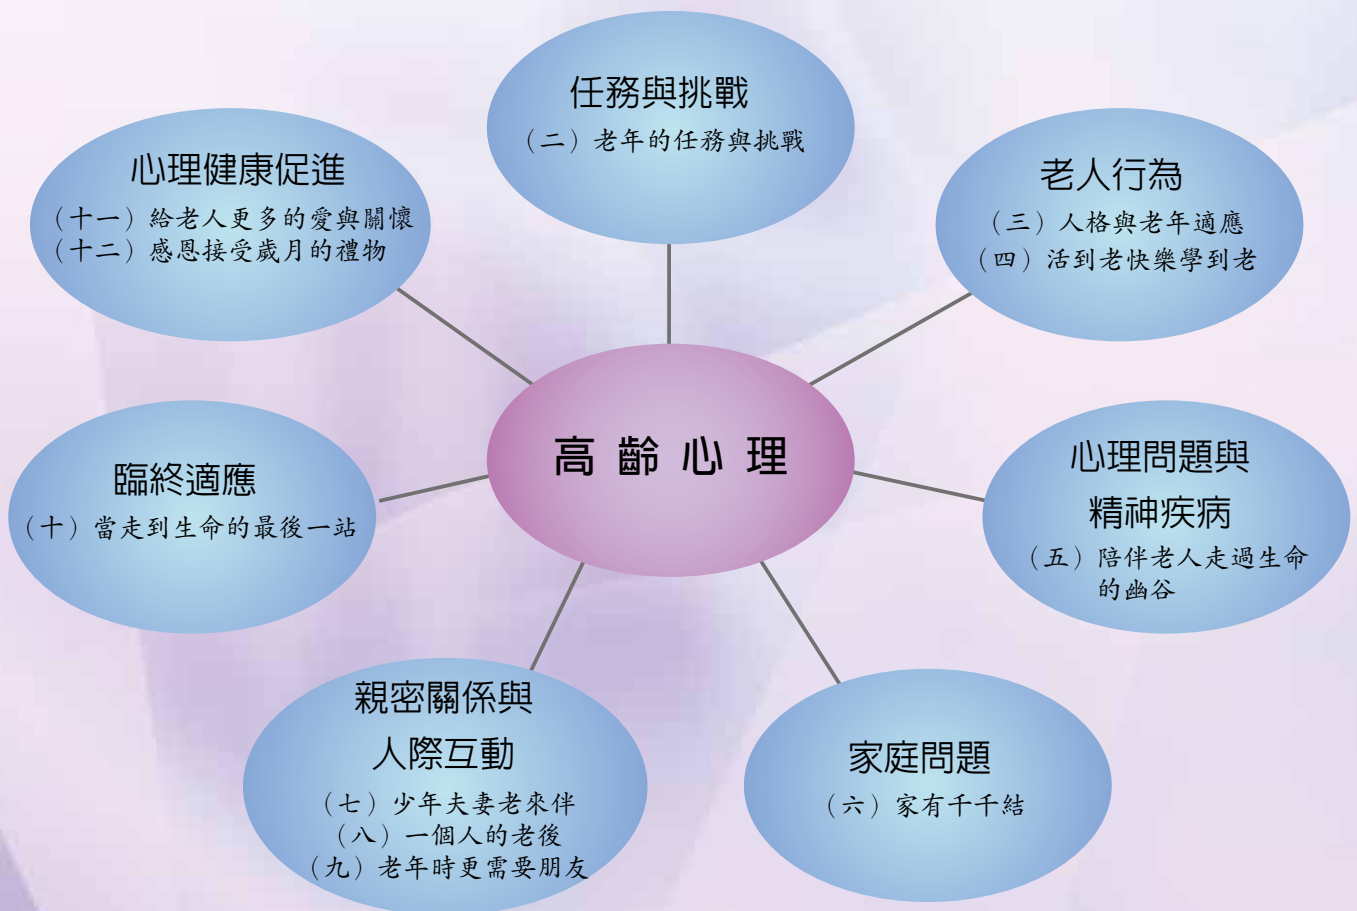 任務與挑戰
（二）老年的任務與挑戰
老人行為
（三）人格與老年適應
（四）活到老快樂學到老
心理問題與
精神疾病
（五）陪伴老人走過生命
的幽谷
家庭問題
（六）家有千千結
親密關係與
人際互動
（七）少年夫妻老來伴
（八）一個人的老後
（九）老年時更需要朋友
臨終適應
（十）當走到生命的最後一站
心理健康促進
（十一）給老人更多的愛與關懷
（十二）感恩接受歲月的禮物
高齡心理